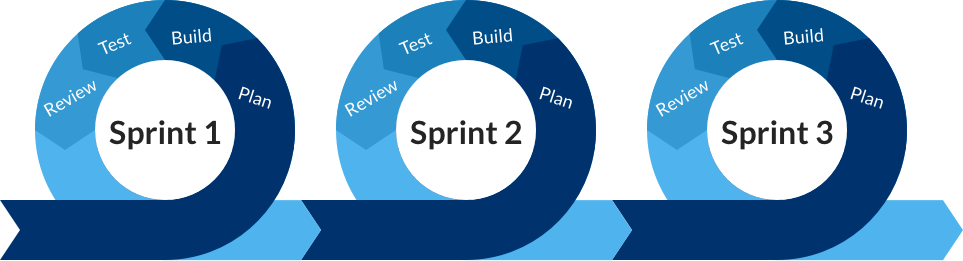 Test
Build
Review
Plan
Sprint 1
Test
Build
Review
Plan
Sprint 2
Test
Build
Review
Plan
Sprint 3